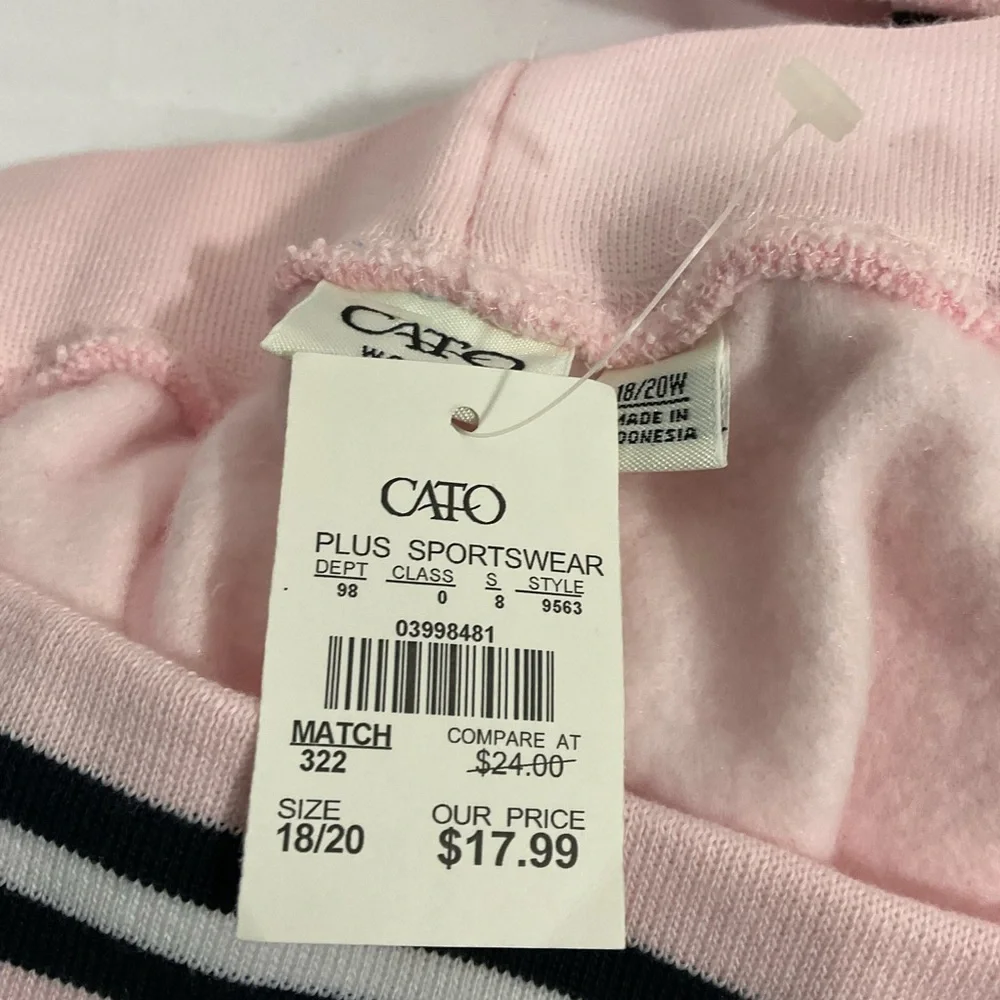 CATO
18/20W
MADE IN
CATO
PLUS SPORTSWEAR
DEPT CLASS S STYLE
98 0 8 9563
03998481
MATCH COMPARE AT
322 $24.00
SIZE OUR PRICE
18/20 $17.99